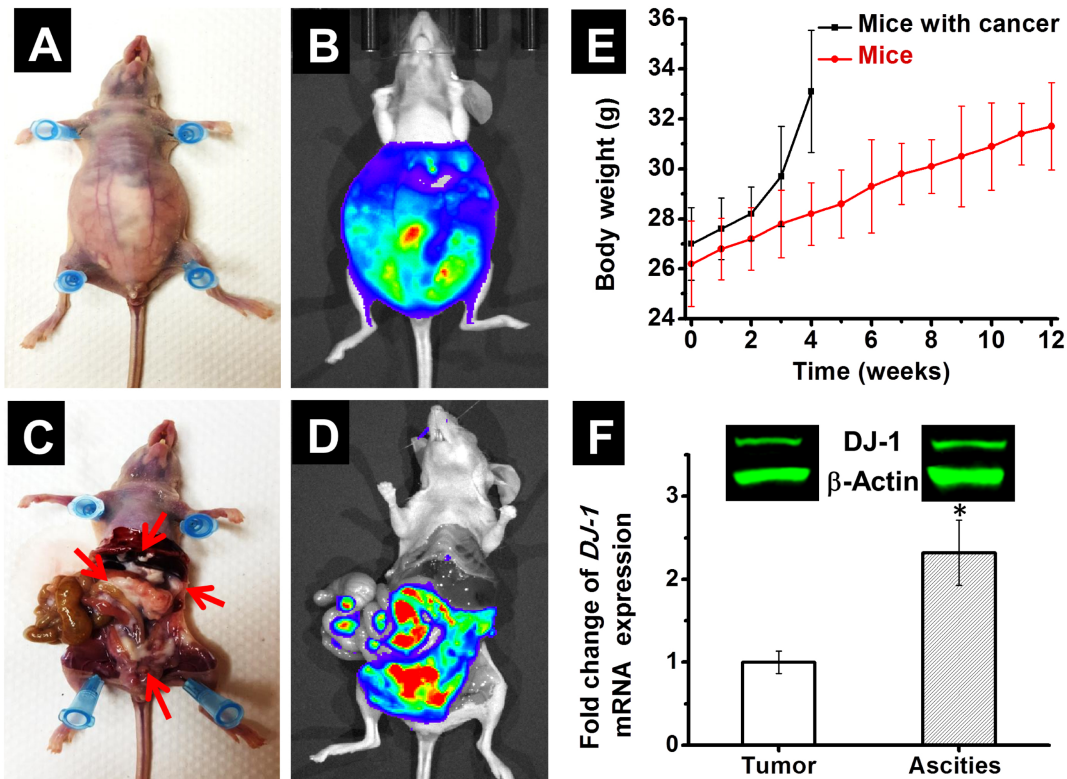 A
B
E
Body weight (g)
36
34
32
30
28
26
24
Mice with cancer
Mice
0 2 4 6 8 10 12
Time (weeks)
C
D
F
DJ-1
β-Actin
Fold change of DJ-1
mRNA expression
3
2
1
0
*
Tumor
Ascities